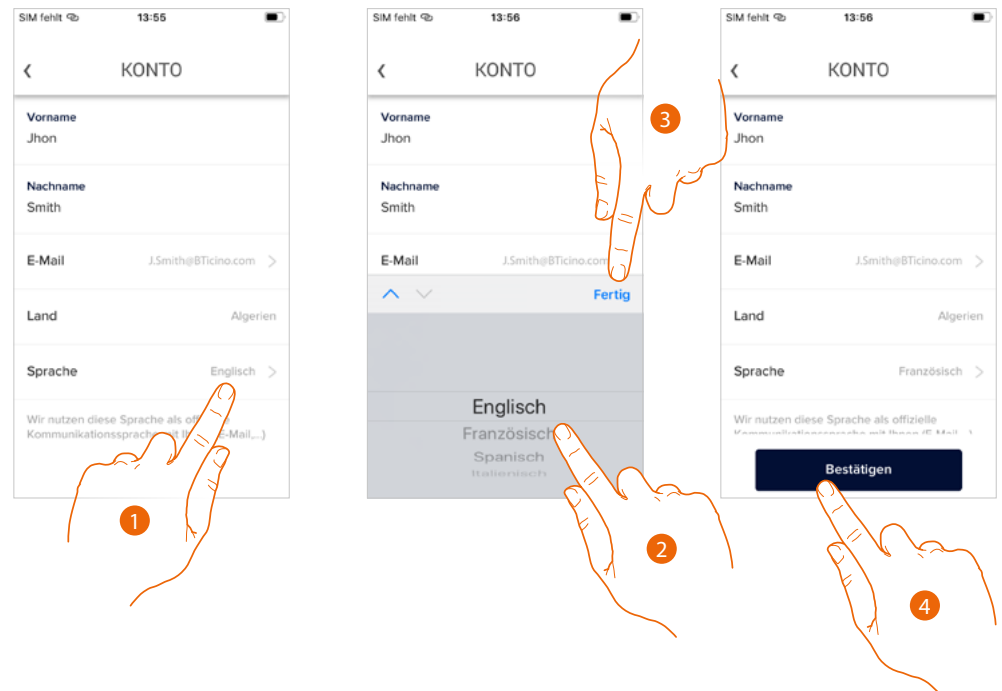 SIM fehlt 13:55
KONTO
Vorname
Jhon
Nachname
Smith
E-Mail J.Smith@BTicino.com
Land Algerien
Sprache Englisch
Wir nutzen diese Sprache als
Kommunikationssprache mit E-Mail,...)
1
SIM fehlt 13:56
KONTO
Vorname
Jhon
Nachname
Smith
E-Mail J.Smith@BTicino.com
Fertig
Englisch
Französisch
Spanisch
Italienisch
2
3
SIM fehlt 13:56
KONTO
Vorname
Jhon
Nachname
Smith
E-Mail J.Smith@BTicino.com
Land Algerien
Sprache Französisch
Wir nutzen diese Sprache als offizielle
Kommunikationssprache mit Ihnen (E-Mail,...)
Bestätigen
4